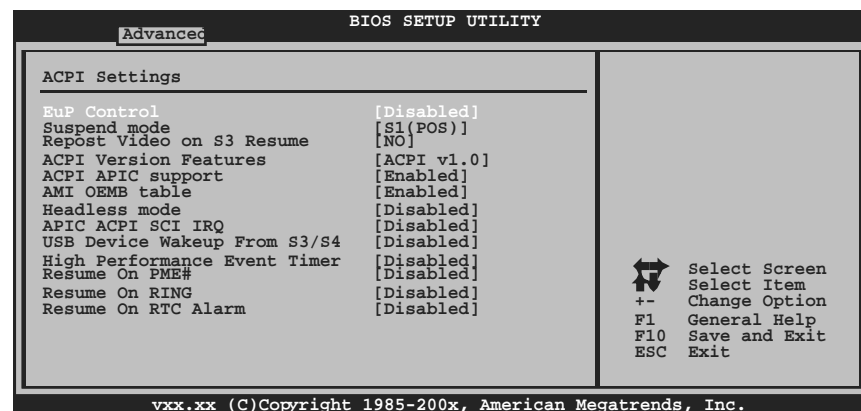 BIOS SETUP UTILITY
Advanced
ACPI Settings
EuP Control [Disabled]
Suspend mode [S1(POS)]
Repost Video on S3 Resume [NO]
ACPI Version Features [ACPI v1.0]
ACPI APIC support [Enabled]
AMI OEMB table [Enabled]
Headless mode [Disabled]
APIC ACPI SCI IRQ [Disabled]
USB Device Wakeup From S3/S4 [Disabled]
High Performance Event Timer [Disabled]
Resume On PME# [Disabled]
Resume On RING [Disabled]
Resume On RTC Alarm [Disabled]
Select Screen
Select Item
+- Change Option
F1 General Help
F10 Save and Exit
ESC Exit
vxx.xx (C)Copyright 1985-200x, American Megatrends, Inc.